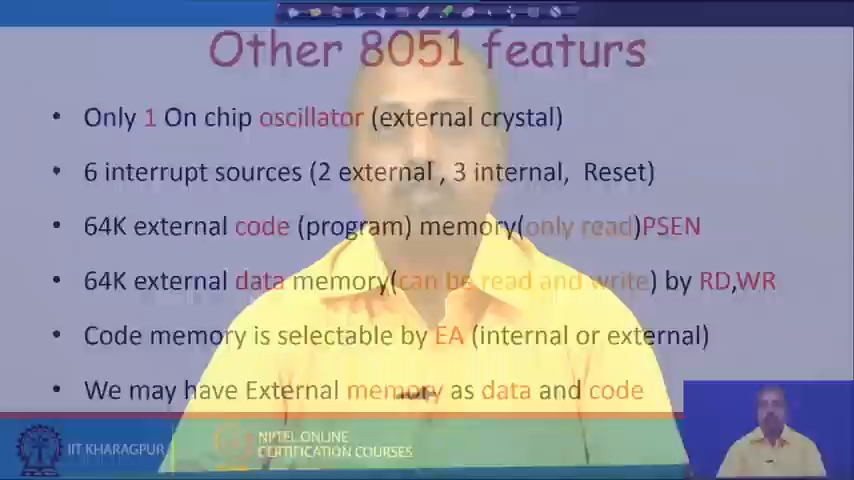 Other 8051 featurs
• Only 1 On chip oscillator (external crystal)
• 6 interrupt sources (2 external , 3 internal, Reset)
• 64K external code (program) memory(only read)PSEN
• 64K external data memory(can be read and write) by RD,WR
• Code memory is selectable by EA (internal or external)
• We may have External memory as data and code
IIT KHARAGPUR
NPTEL ONLINE
CERTIFICATION COURSES